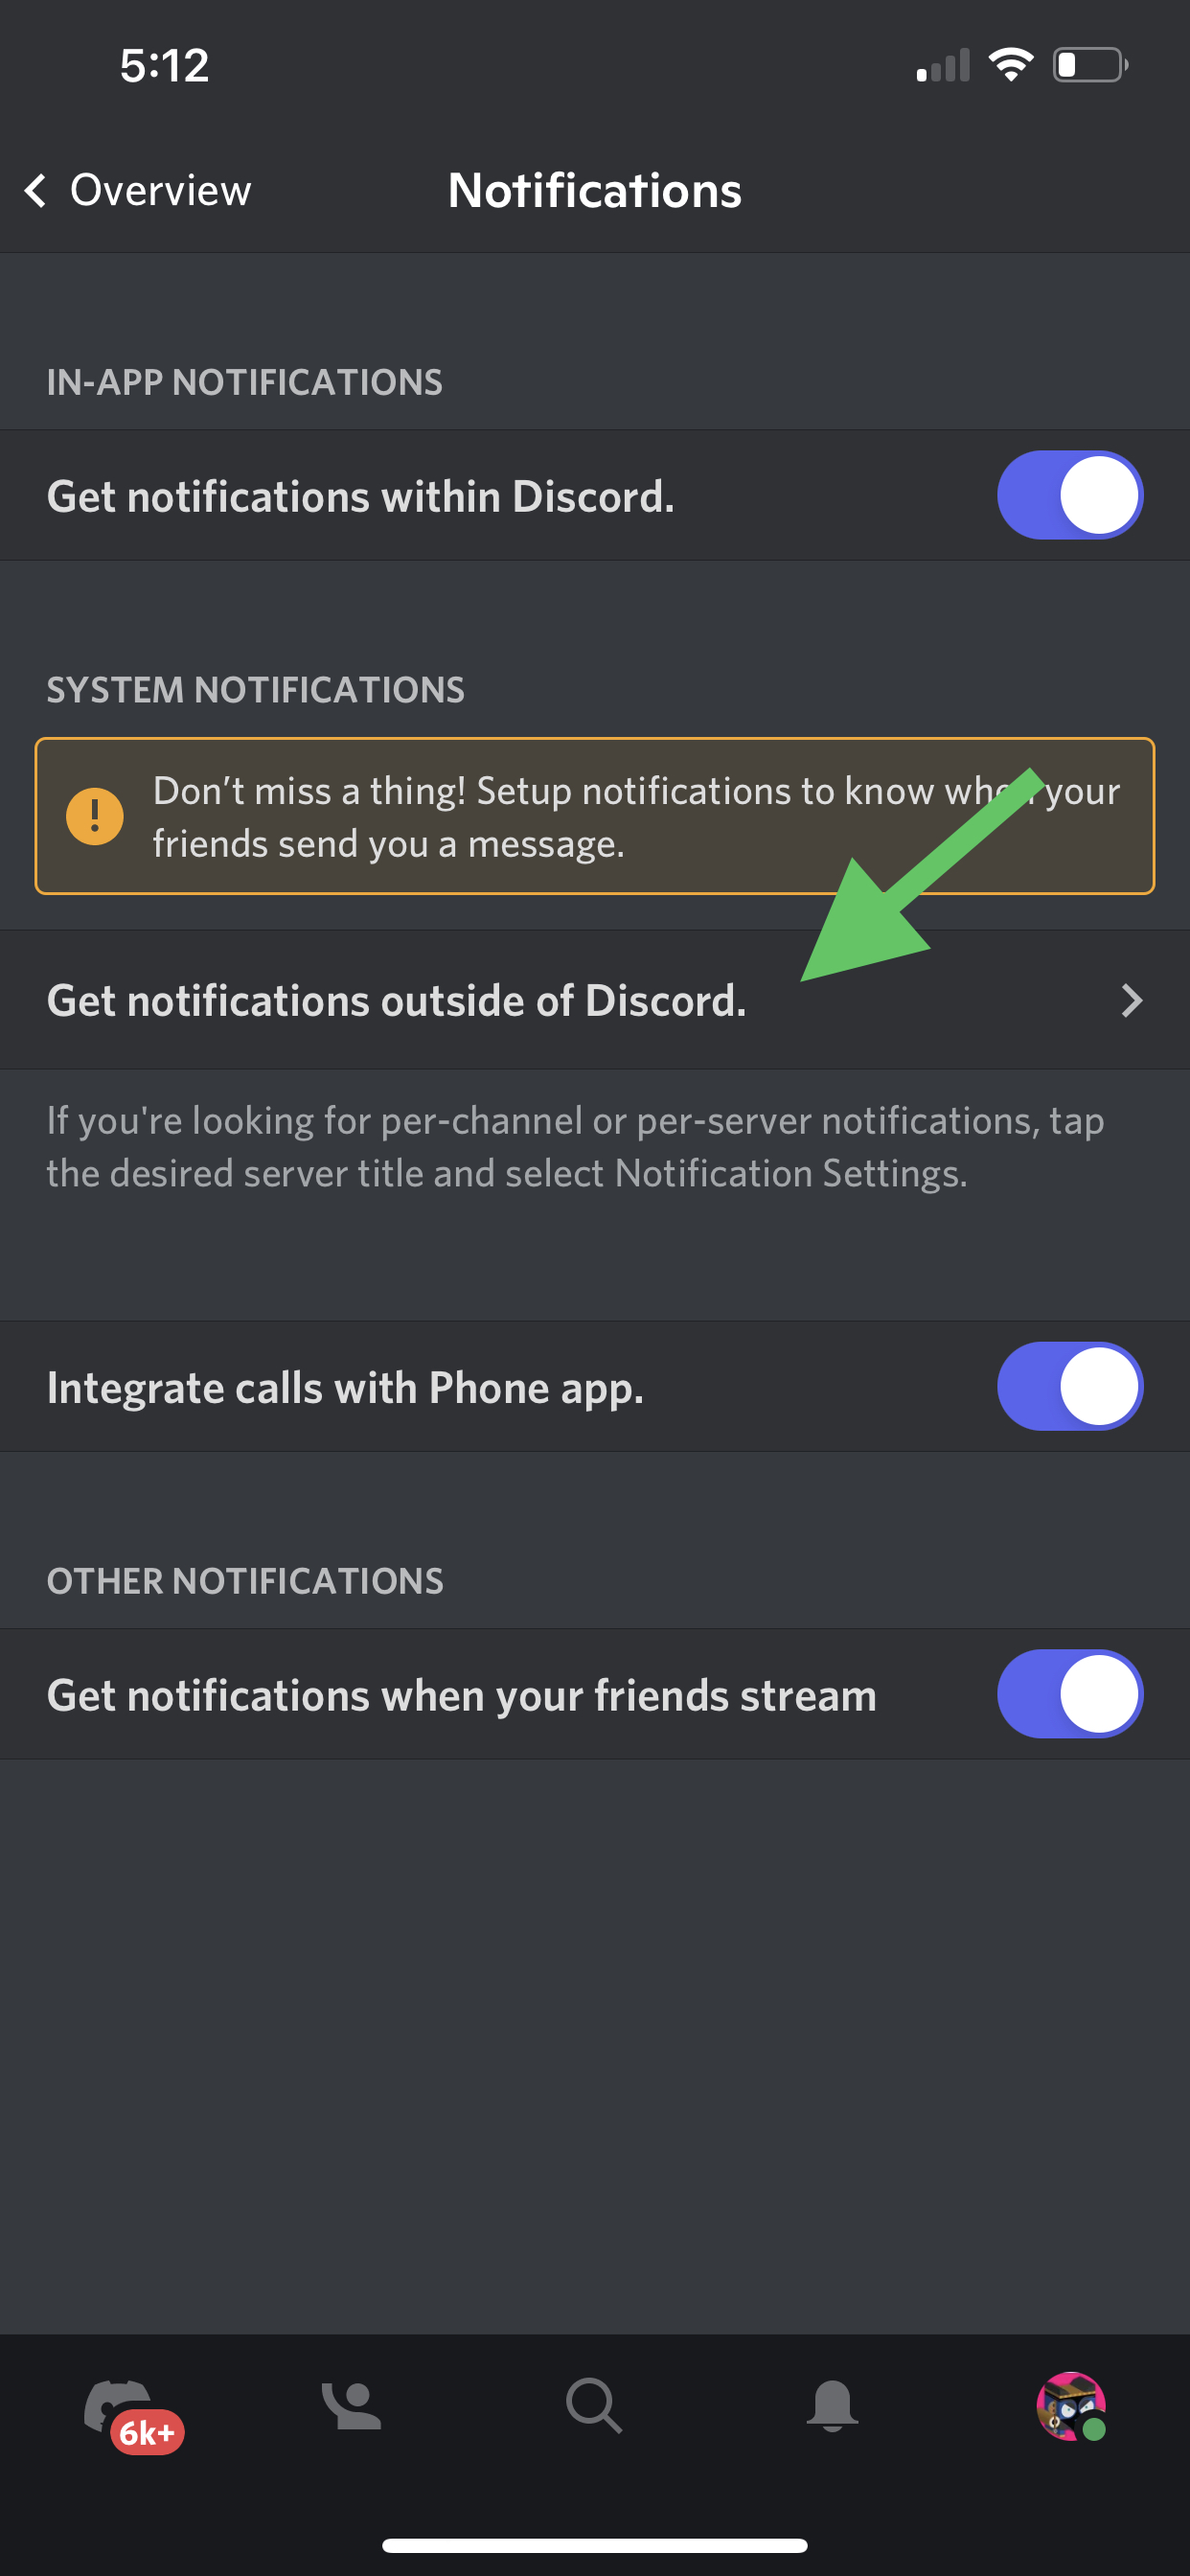 5:12
Overview
Notifications
IN-APP NOTIFICATIONS
Get notifications within Discord.
SYSTEM NOTIFICATIONS
Don’t miss a thing! Setup notifications to know when your
friends send you a message.
Get notifications outside of Discord.
If you're looking for per-channel or per-server notifications, tap
the desired server title and select Notification Settings.
Integrate calls with Phone app.
OTHER NOTIFICATIONS
Get notifications when your friends stream
6k+